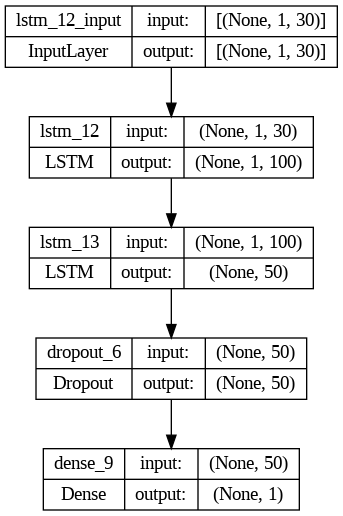 lstm_12_input input: [(None, 1, 30)]
InputLayer output: [(None, 1, 30)]
lstm_12 input: (None, 1, 30)
LSTM output: (None, 1, 100)
lstm_13 input: (None, 1, 100)
LSTM output: (None, 50)
dropout_6 input: (None, 50)
Dropout output: (None, 50)
dense_9 input: (None, 50)
Dense output: (None, 1)